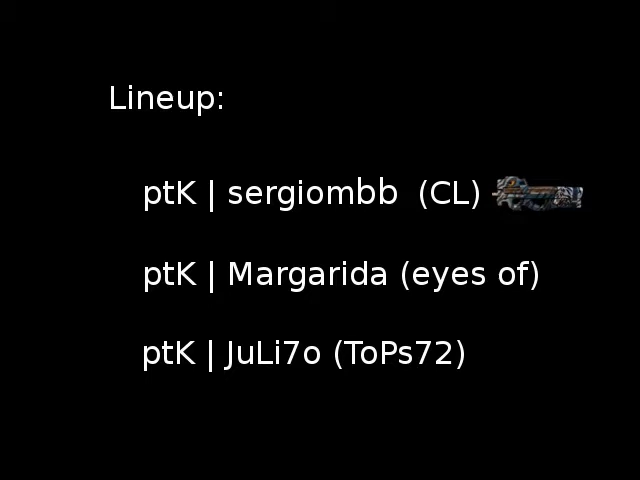 Lineup:
ptK | sergiombb (CL)
ptK | Margarida (eyes of)
ptK | JuLi7o (ToPs72)